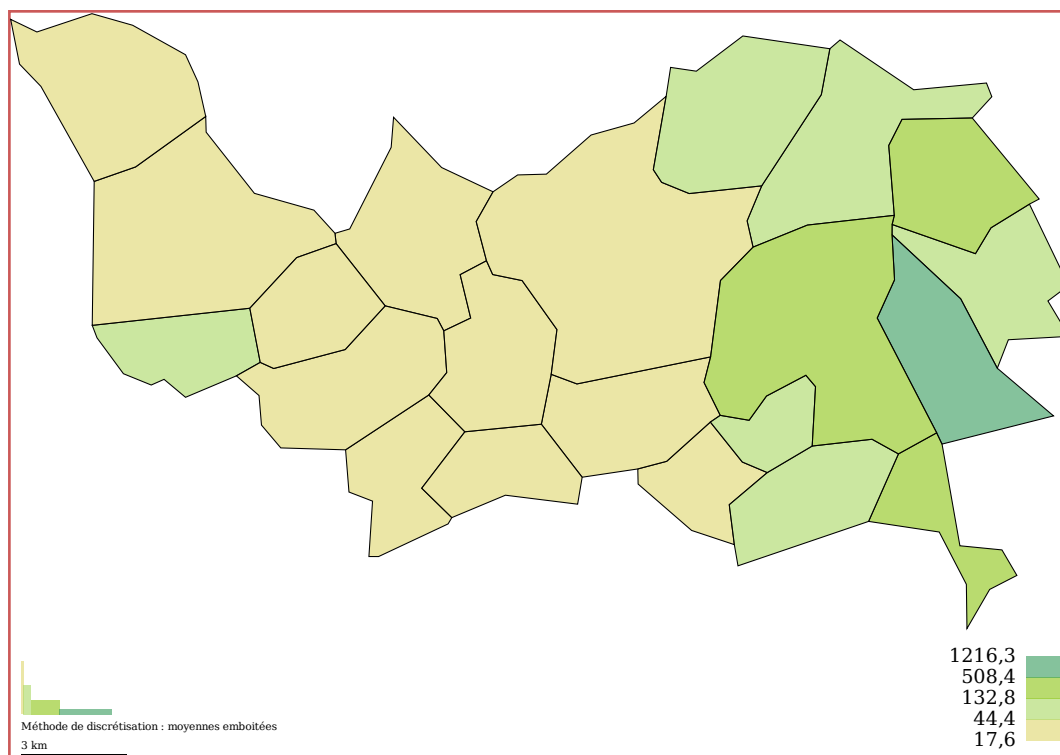 1216,3
508,4
132,8
44,4
17,6
Méthode de discrétisation : moyennes emboitées
3 km